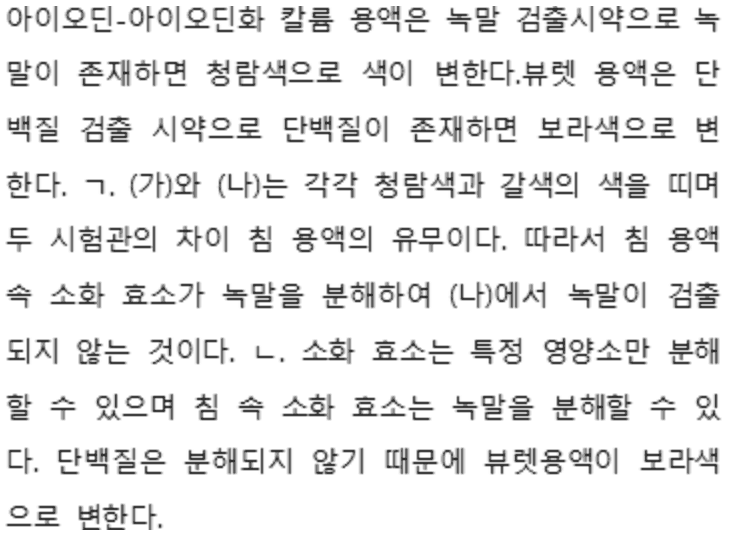 아이오딘-아이오딘화 칼륨 용액은 녹말 검출시약으로 녹
말이 존재하면 청람색으로 색이 변한다.뷰렛 용액은 단
백질 검출 시약으로 단백질이 존재하면 보라색으로 변
한다. ㄱ. (가)와 (나)는 각각 청람색과 갈색의 색을 띠며
두 시험관의 차이 침 용액의 유무이다. 따라서 침 용액
속 소화 효소가 녹말을 분해하여 (나)에서 녹말이 검출
되지 않는 것이다. ㄴ. 소화 효소는 특정 영양소만 분해
할 수 있으며 침 속 소화 효소는 녹말을 분해할 수 있
다. 단백질은 분해되지 않기 때문에 뷰렛용액이 보라색
으로 변한다.